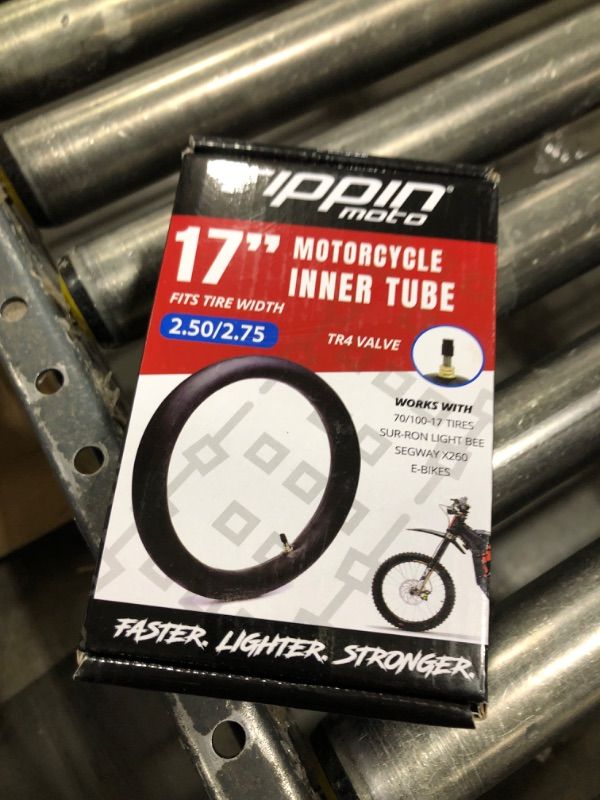 ippin
moto
17” MOTORCYCLE
INNER TUBE
FITS TIRE WIDTH
2.50/2.75
TR4 VALVE
WORKS WITH
70/100-17 TIRES
SUR-RON LIGHT BEE
SEGWAY X260
E-BIKES
FASTER. LIGHTER. STRONGER.